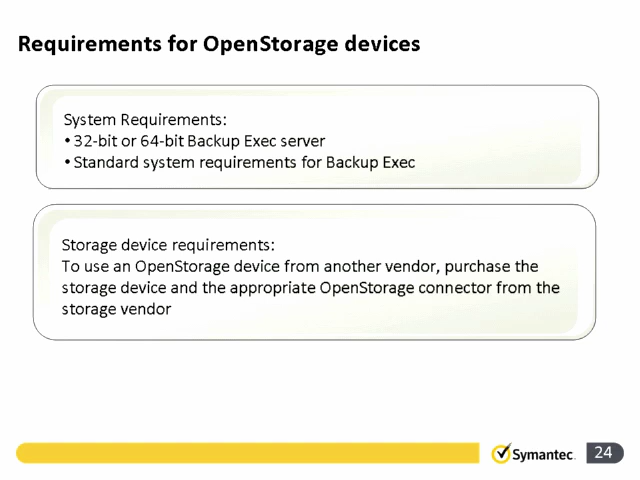 Requirements for OpenStorage devices
System Requirements:
• 32-bit or 64-bit Backup Exec server
• Standard system requirements for Backup Exec
Storage device requirements:
To use an OpenStorage device from another vendor, purchase the
storage device and the appropriate OpenStorage connector from the
storage vendor
Symantec.
24